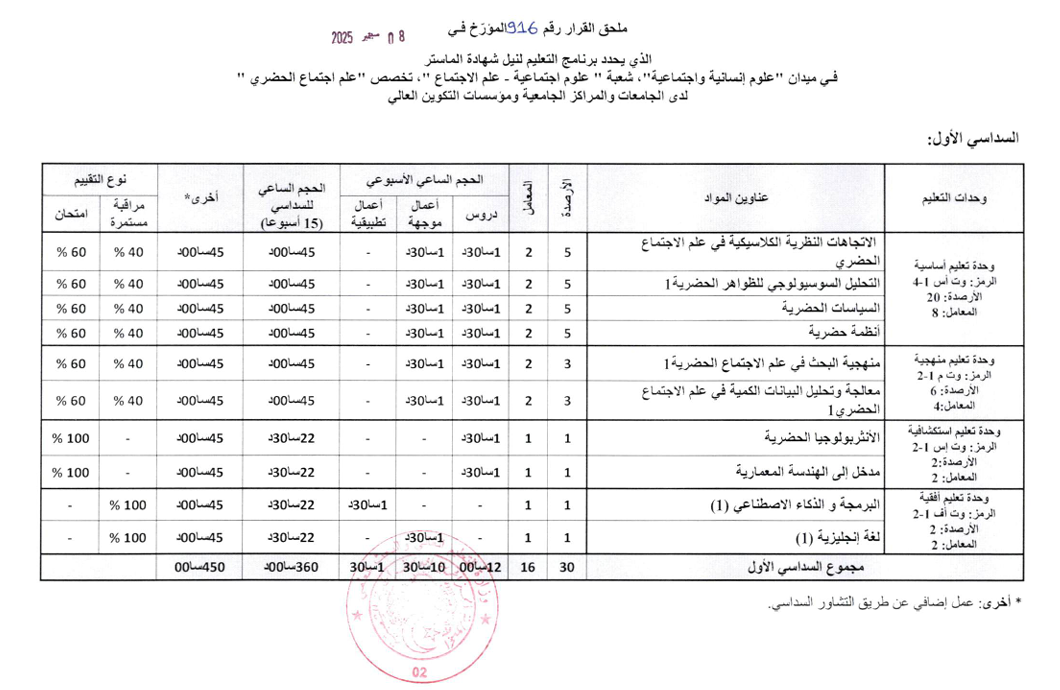 ملحق القرار رقم 916 المؤرّخ في 08 سبتمبر 2025
الذي يحدد برنامج التعليم لنيل شهادة الماستر
في ميدان "علوم إنسانية واجتماعية"، شعبة " علوم اجتماعية - علم الاجتماع "، تخصص "علم اجتماع الحضري "
لدى الجامعات والمراكز الجامعية ومؤسسات التكوين العالي
السداسي الأول:
وحدات التعليم | عناوين المواد | الأرصدة | المعامل | الحجم الساعي الأسبوعي | الحجم الساعي للسداسي (15 أسبوعا) | أخرى* | نوع التقييم
دروس | أعمال موجهة | أعمال تطبيقية | مراقبة مستمرة | امتحان
وحدة تعليم أساسية
الرمز: وت أس 1-4
الأرصدة: 20
المعامل: 8
الاتجاهات النظرية الكلاسيكية في علم الاجتماع الحضري | 5 | 2 | 1سا30د | 1سا30د | - | 45سا00د | 45سا00د | 40 % | 60 %
التحليل السوسيولوجي للظواهر الحضرية1 | 5 | 2 | 1سا30د | 1سا30د | - | 45سا00د | 45سا00د | 40 % | 60 %
السياسات الحضرية | 5 | 2 | 1سا30د | 1سا30د | - | 45سا00د | 45سا00د | 40 % | 60 %
أنظمة حضرية | 5 | 2 | 1سا30د | 1سا30د | - | 45سا00د | 45سا00د | 40 % | 60 %
وحدة تعليم منهجية
الرمز: وت م 1-2
الأرصدة: 6
المعامل:4
منهجية البحث في علم الاجتماع الحضرية1 | 3 | 2 | 1سا30د | 1سا30د | - | 45سا00د | 45سا00د | 40 % | 60 %
معالجة وتحليل البيانات الكمية في علم الاجتماع الحضري1 | 3 | 2 | 1سا30د | 1سا30د | - | 45سا00د | 45سا00د | 40 % | 60 %
وحدة تعليم استكشافية
الرمز: وت إس 1-2
الأرصدة:2
المعامل: 2
الأنثربولوجيا الحضرية | 1 | 1 | 1سا30د | - | - | 22سا30د | 45سا00د | - | 100 %
مدخل إلى الهندسة المعمارية | 1 | 1 | 1سا30د | - | - | 22سا30د | 45سا00د | - | 100 %
وحدة تعليم أفقية
الرمز: وت أف 1-2
الأرصدة: 2
المعامل: 2
البرمجة و الذكاء الاصطناعي (1) | 1 | 1 | - | - | 1سا30د | 22سا30د | 45سا00د | 100 % | -
لغة إنجليزية (1) | 1 | 1 | - | 1سا30د | - | 22سا30د | 45سا00د | 100 % | -
مجموع السداسي الأول | 30 | 16 | 12سا00 | 10سا30 | 1سا30 | 360سا00د | 450سا00
* أخرى: عمل إضافي عن طريق التشاور السداسي.
02